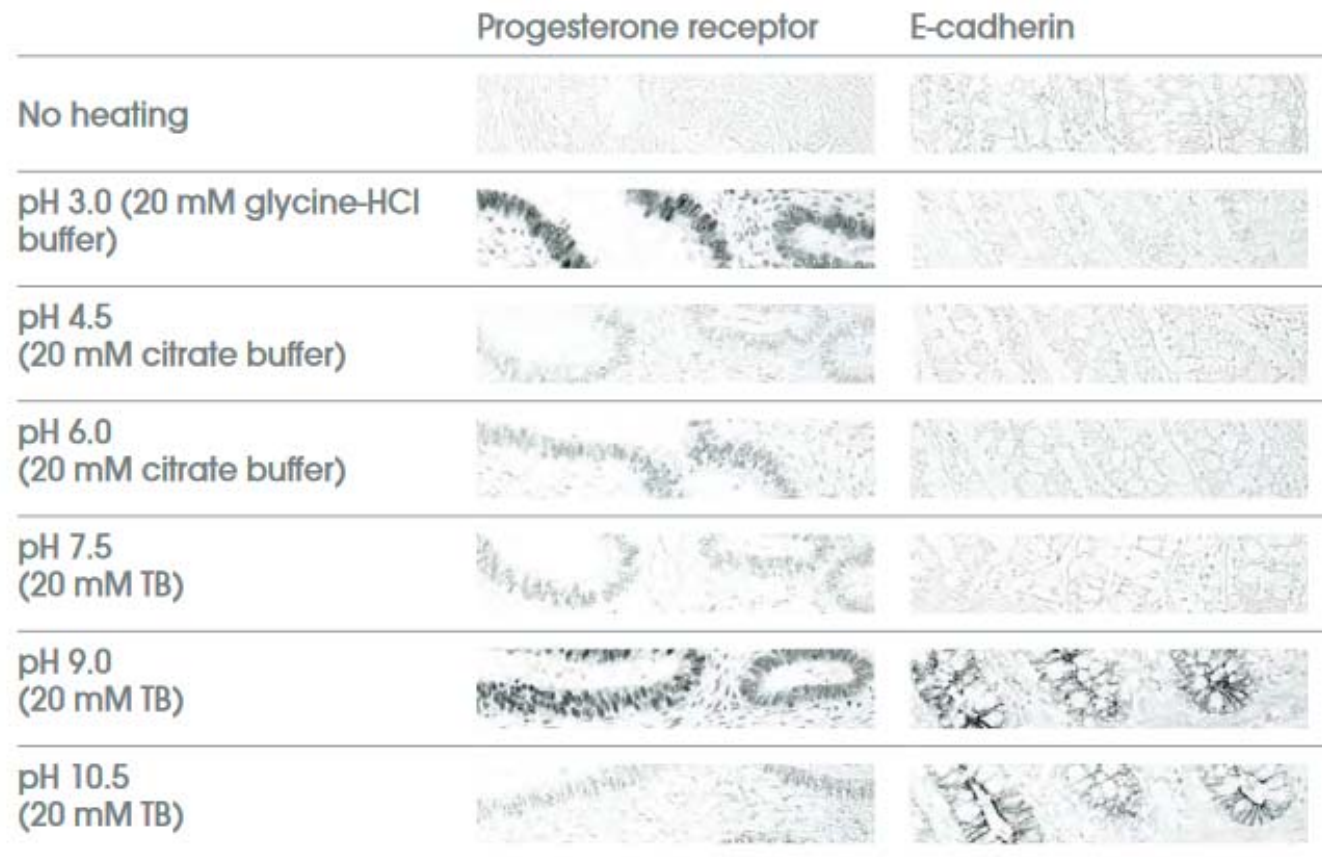 Progesterone receptor E-cadherin
No heating
pH 3.0 (20 mM glycine-HCl
buffer)
pH 4.5
(20 mM citrate buffer)
pH 6.0
(20 mM citrate buffer)
pH 7.5
(20 mM TB)
pH 9.0
(20 mM TB)
pH 10.5
(20 mM TB)